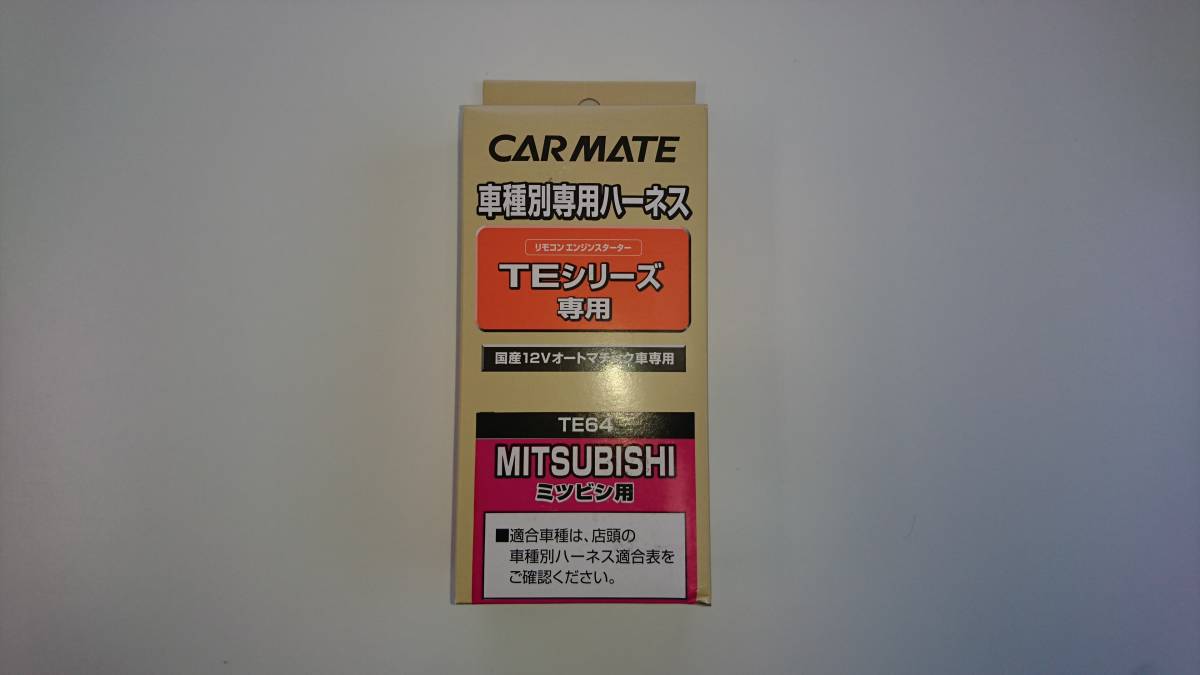 CARMATE
車種別専用ハーネス
リモコン エンジンスターター
TEシリーズ
専用
国産12Vオートマチック車専用
TE64
MITSUBISHI
ミツビシ用
■適合車種は、店頭の
車種別ハーネス適合表を
ご確認ください。